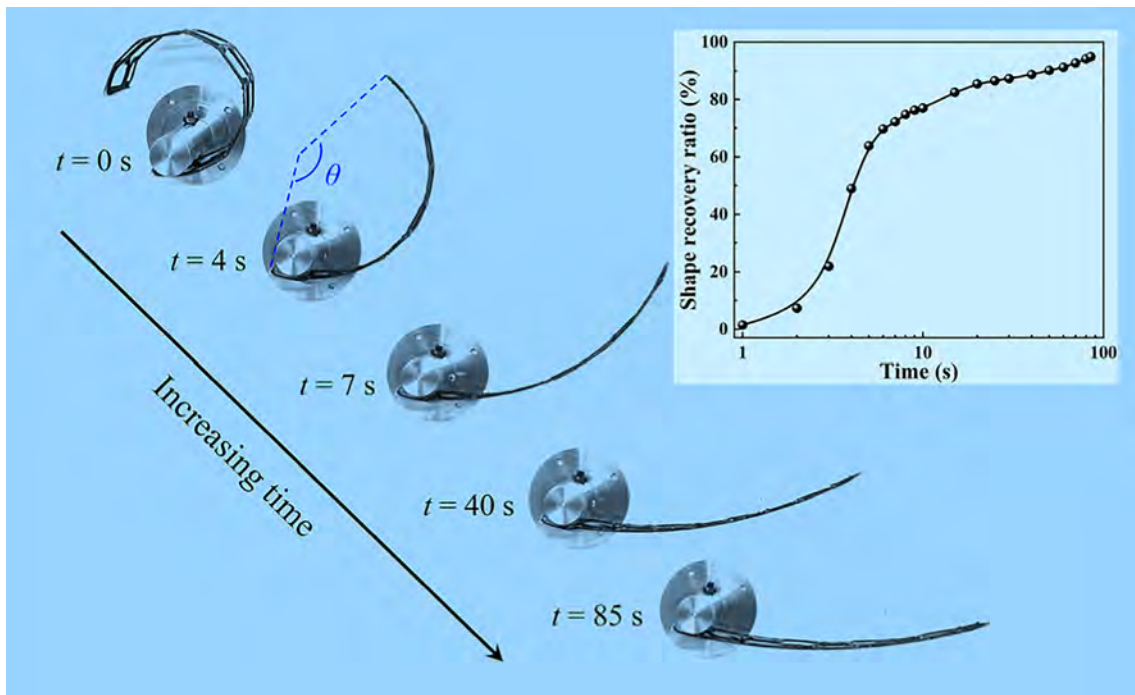 t = 0 s
θ
t = 4 s
t = 7 s
t = 40 s
t = 85 s
Increasing time
Shape recovery ratio (%)
100
80
60
40
20
0
1
10
100
Time (s)